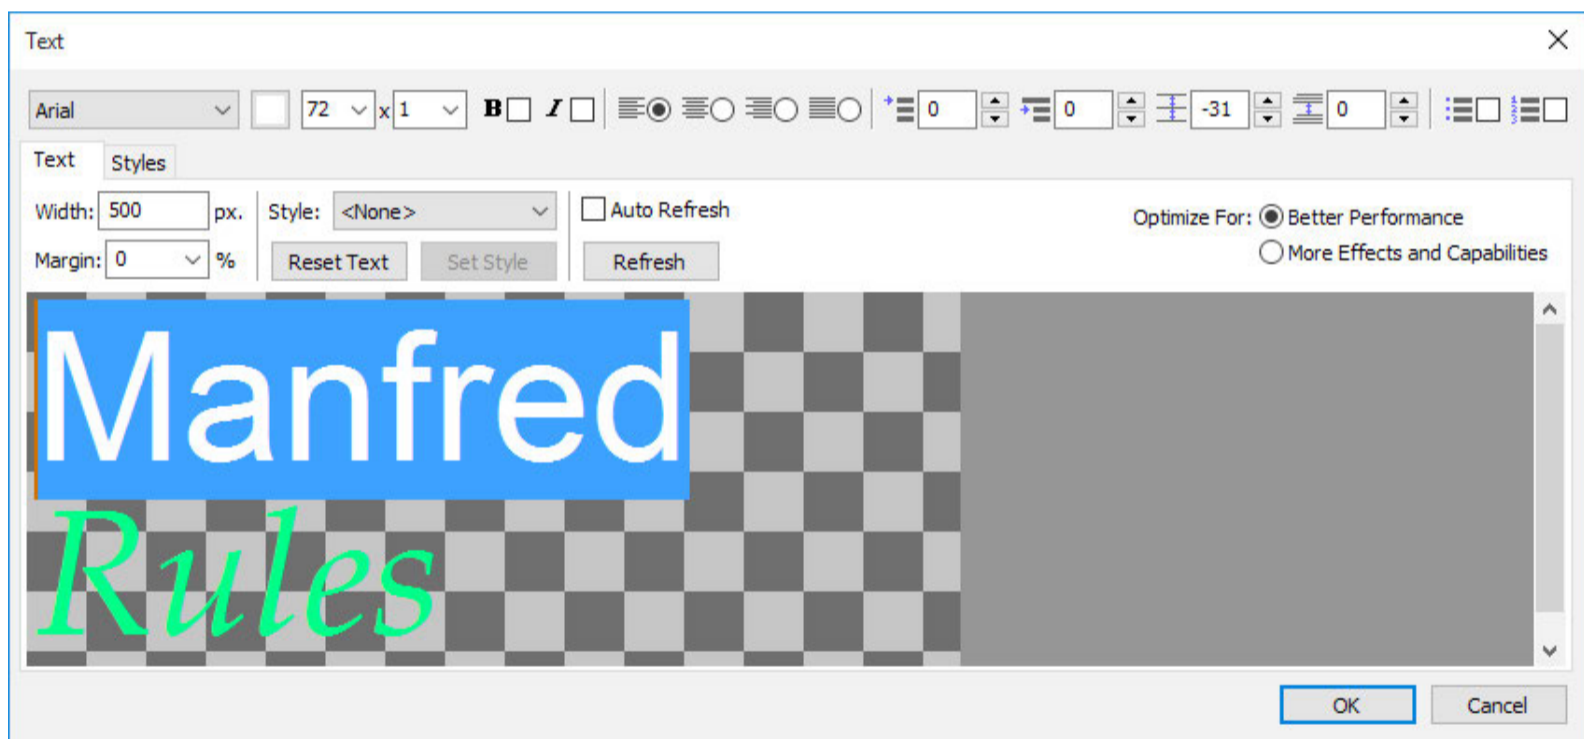 Text
Arial 72 x 1 B I 0 0 -31 0
Text Styles
Width: 500 px. Style: <None> Auto Refresh Optimize For: Better Performance
Margin: 0 % Reset Text Set Style Refresh More Effects and Capabilities
Manfred
Rules
OK Cancel